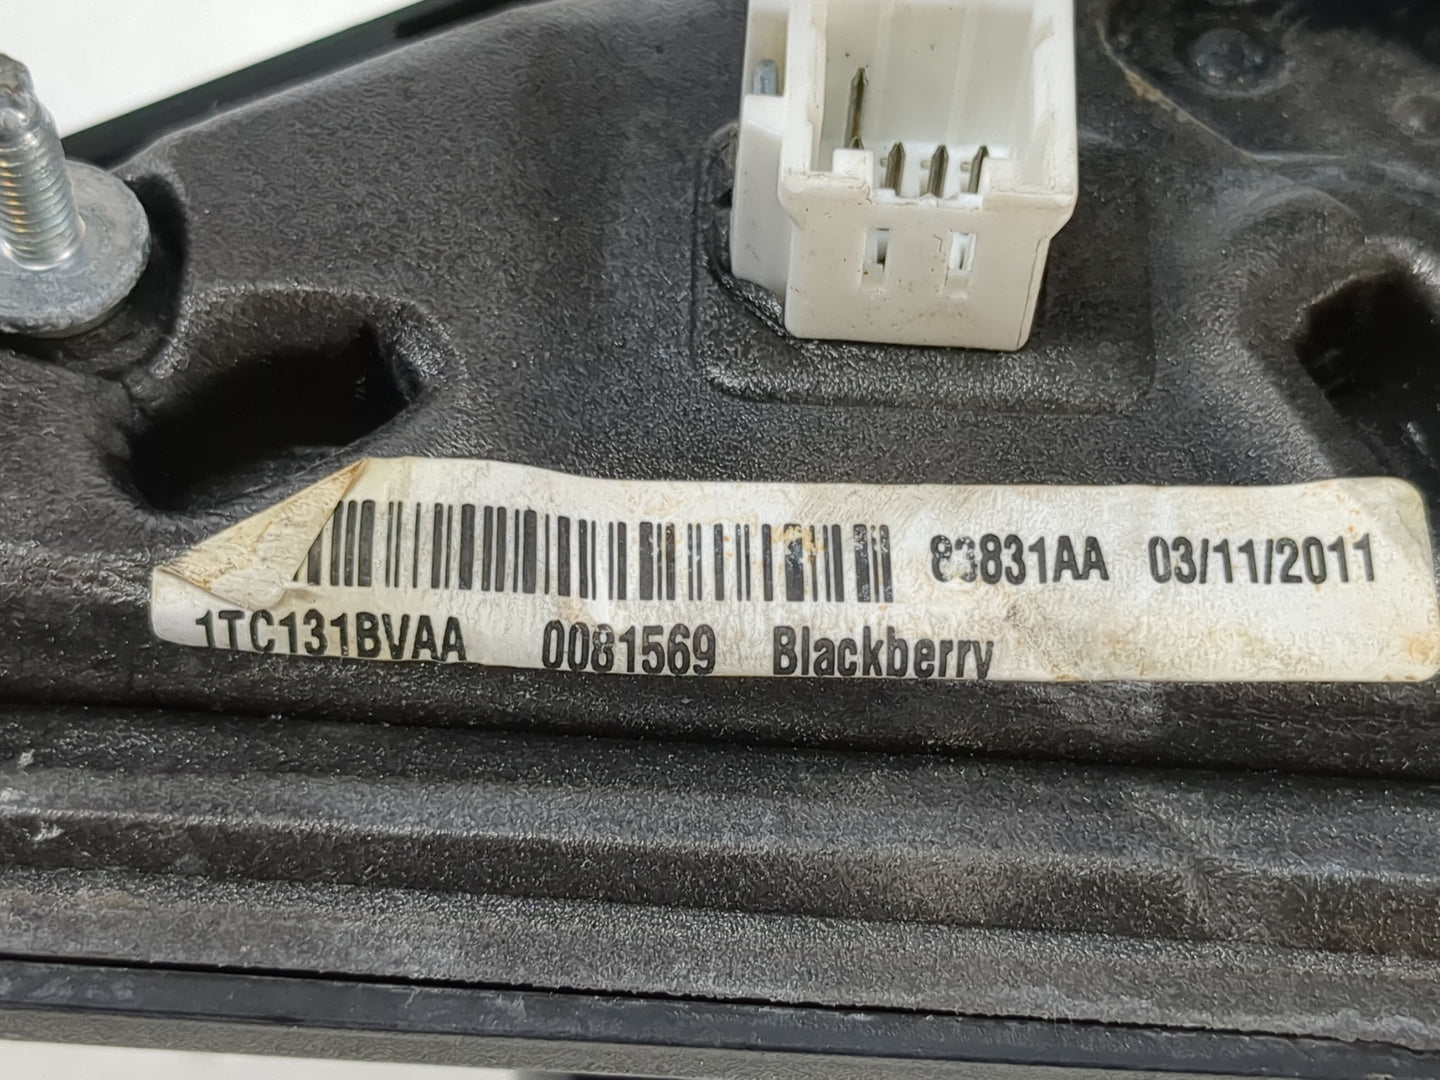 83831AA 03/11/2011
1TC131BVAA 0081569 Blackberry